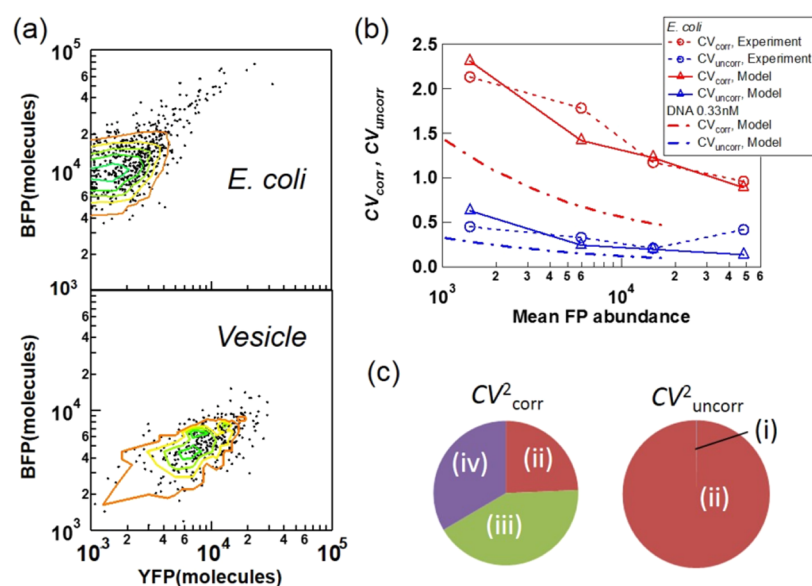 (a)
10⁵
6
4
2
10⁴
6
4
2
10³
BFP(molecules)
E. coli
10⁴
6
4
2
10³
BFP(molecules)
Vesicle
10³
2
4
6
10⁴
2
4
6
10⁵
YFP(molecules)
(b)
2.5
2.0
1.5
1.0
0.5
0.0
CVcorr, CVuncorr
10³
2
3
4
5
6
10⁴
2
3
4
5
6
Mean FP abundance
E. coli
CVcorr, Experiment
CVuncorr, Experiment
CVcorr, Model
CVuncorr, Model
DNA 0.33nM
CVcorr, Model
CVuncorr, Model
(c)
CV²corr
(iv)
(ii)
(iii)
CV²uncorr
(i)
(ii)